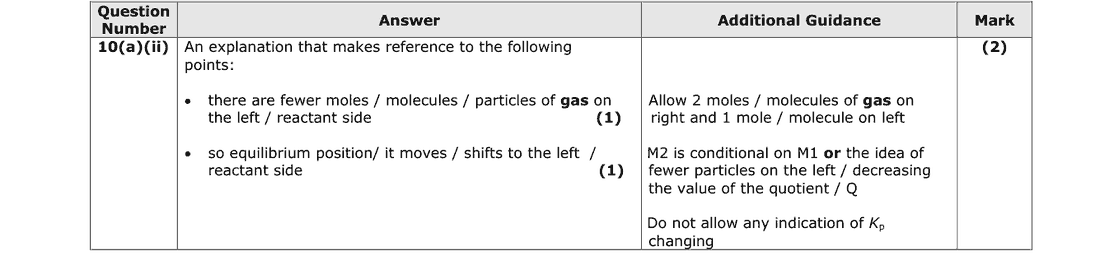 Question Number
Answer
Additional Guidance
Mark
10(a)(ii)
An explanation that makes reference to the following
points:
• there are fewer moles / molecules / particles of gas on
the left / reactant side (1)
• so equilibrium position/ it moves / shifts to the left /
reactant side (1)
Allow 2 moles / molecules of gas on
right and 1 mole / molecule on left
M2 is conditional on M1 or the idea of
fewer particles on the left / decreasing
the value of the quotient / Q
Do not allow any indication of Kp
changing
(2)